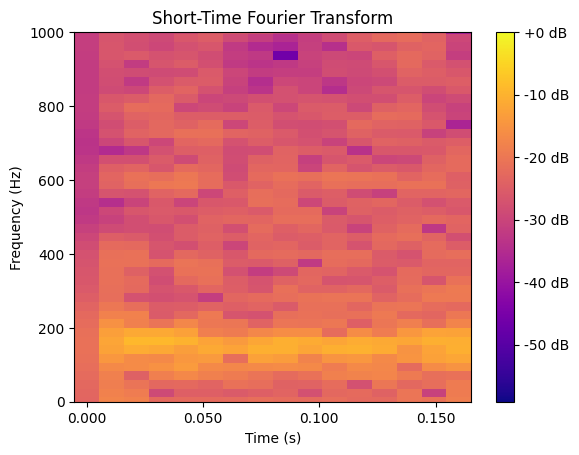 Short-Time Fourier Transform
1000
800
600
400
200
0
Frequency (Hz)
0.000
0.050
0.100
0.150
Time (s)
+0 dB
-10 dB
-20 dB
-30 dB
-40 dB
-50 dB